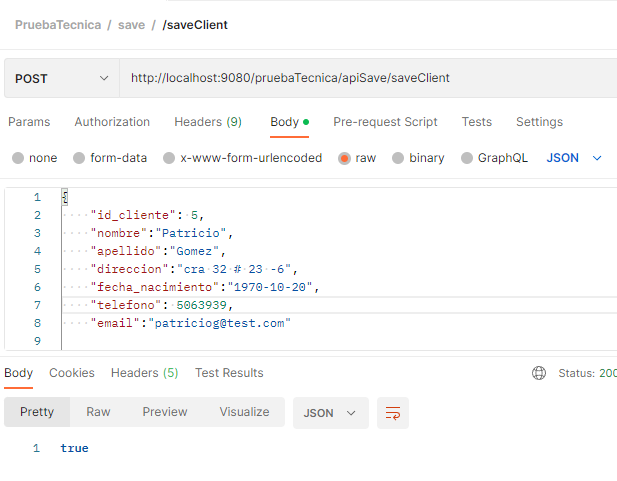 PruebaTecnica / save / /saveClient
POST http://localhost:9080/pruebaTecnica/apiSave/saveClient
Params Authorization Headers (9) Body Pre-request Script Tests Settings
none form-data x-www-form-urlencoded raw binary GraphQL JSON
1 {
2 "id_cliente": 5,
3 "nombre":"Patricio",
4 "apellido":"Gomez",
5 "direccion":"cra 32 # 23 -6",
6 "fecha_nacimiento":"1970-10-20",
7 "telefono": 5063939,
8 "email":"patriciog@test.com"
9
Body Cookies Headers (5) Test Results Status: 200
Pretty Raw Preview Visualize JSON
1 true